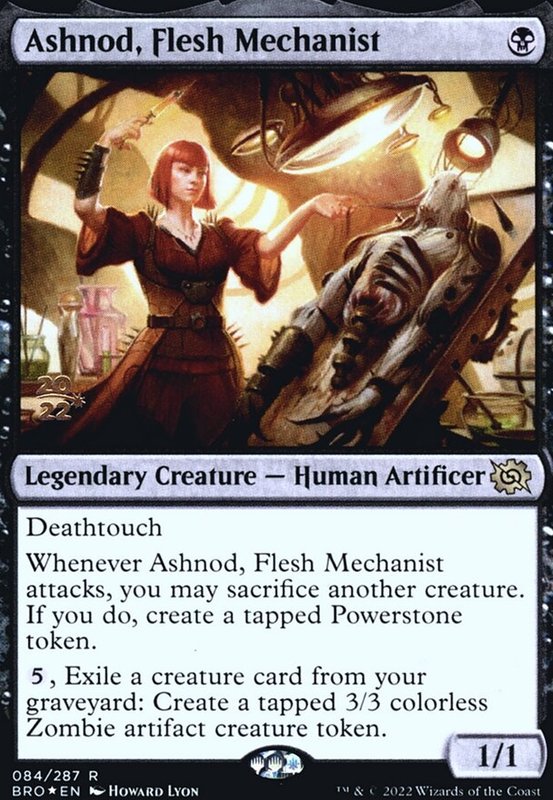 Ashnod, Flesh Mechanist
20
22
Legendary Creature — Human Artificer
Deathtouch
Whenever Ashnod, Flesh Mechanist
attacks, you may sacrifice another creature.
If you do, create a tapped Powerstone
token.
5, Exile a creature card from your
graveyard: Create a tapped 3/3 colorless
Zombie artifact creature token.
1/1
084/287 R
BRO★EN Howard Lyon
™ & © 2022 Wizards of the Coast